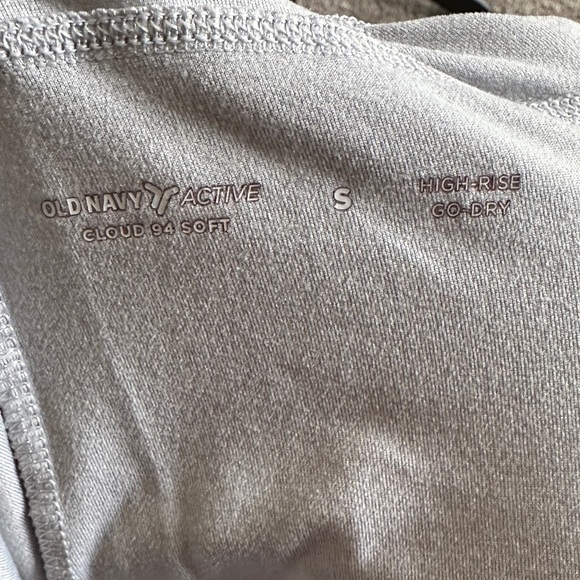 OLD NAVY ACTIVE
CLOUD 94 SOFT
S
HIGH-RISE
GO-DRY